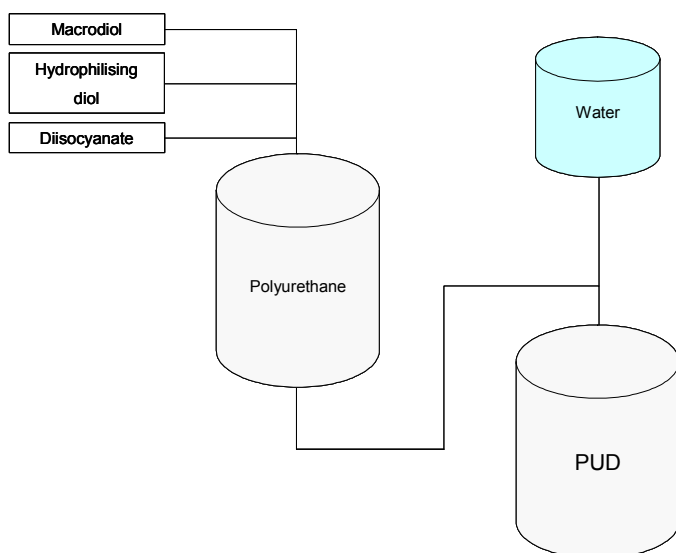 Macrodiol
Hydrophilising
diol
Diisocyanate
Water
Polyurethane
PUD